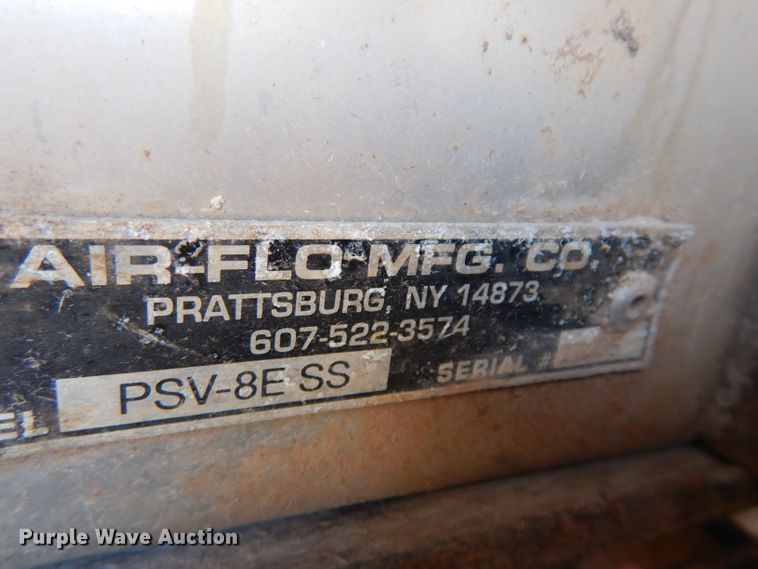 AIR-FLO MFG. CO.
PRATTSBURG, NY 14873
607-522-3574
EL PSV-8E SS SERIAL #
Purple Wave Auction